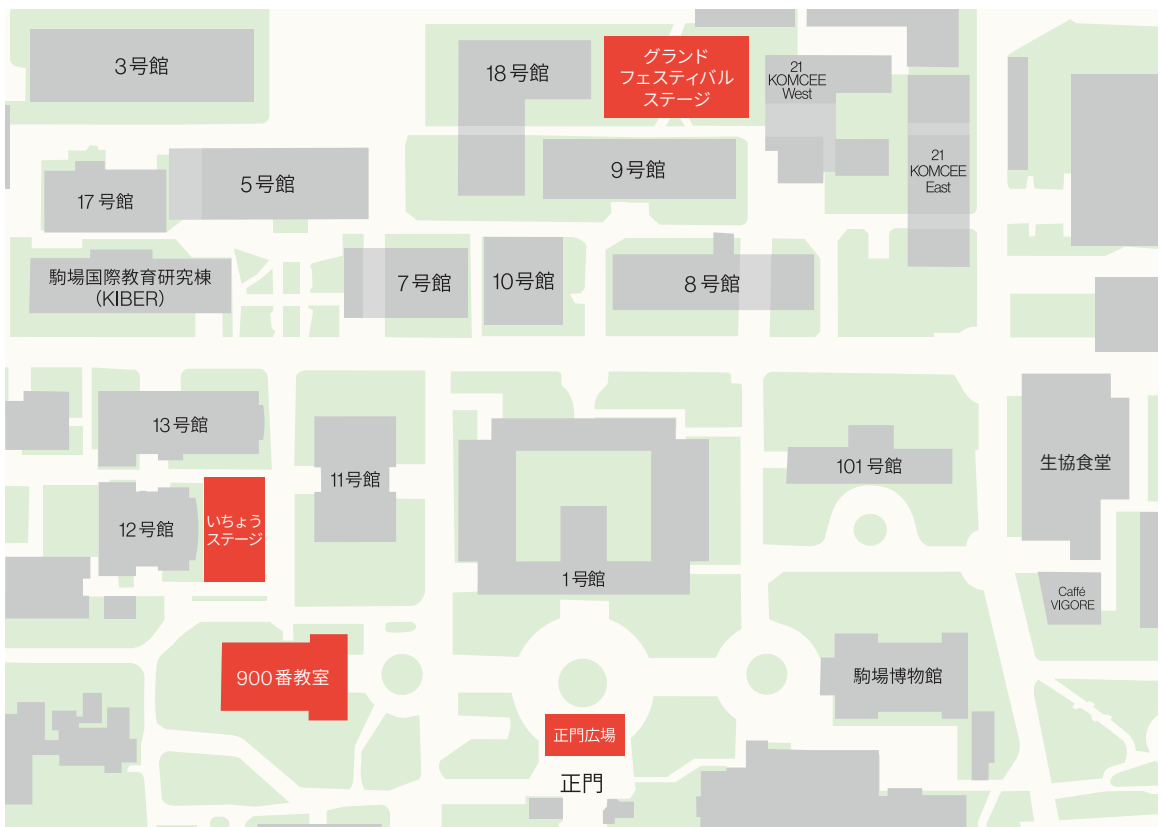 3号館
18号館
グランド
フェスティバル
ステージ
21
KOMCEE
West
17号館
5号館
9号館
21
KOMCEE
East
駒場国際教育研究棟
(KIBER)
7号館
10号館
8号館
13号館
11号館
101号館
生協食堂
12号館
いちょう
ステージ
1号館
Caffé
VIGORE
900番教室
駒場博物館
正門広場
正門